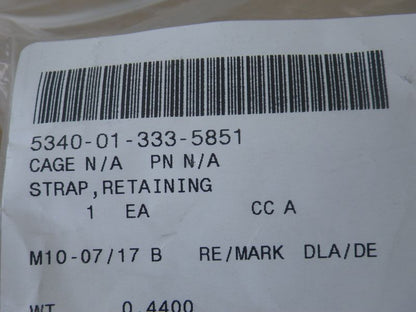 5340-01-333-5851
CAGE N/A PN N/A
STRAP,RETAINING
1 EA CC A
M10-07/17 B RE/MARK DLA/DE
WT 0.4400